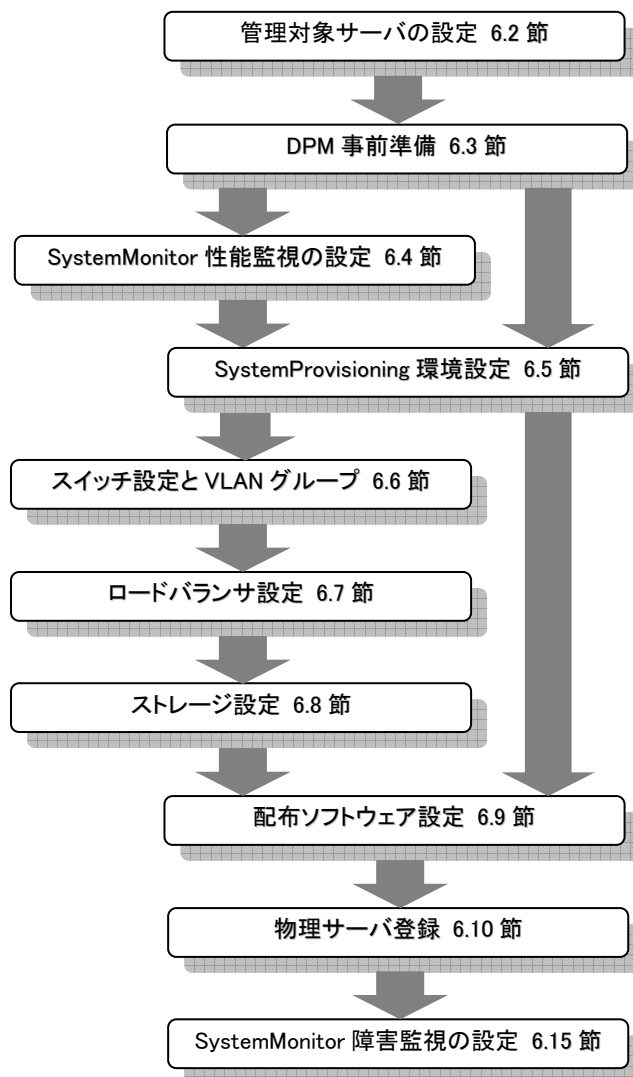 管理対象サーバの設定 6.2 節
DPM 事前準備 6.3 節
SystemMonitor 性能監視の設定 6.4 節
SystemProvisioning 環境設定 6.5 節
スイッチ設定と VLAN グループ 6.6 節
ロードバランサ設定 6.7 節
ストレージ設定 6.8 節
配布ソフトウェア設定 6.9 節
物理サーバ登録 6.10 節
SystemMonitor 障害監視の設定 6.15 節